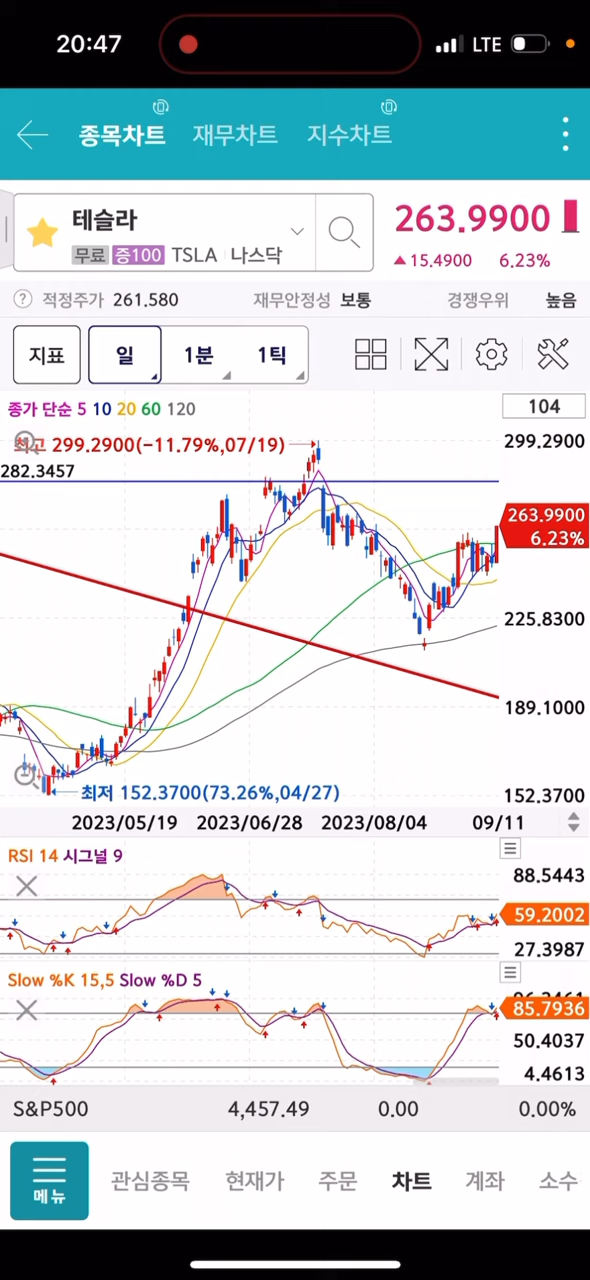 20:47 LTE
종목차트 재무차트 지수차트
테슬라
무료 증100 TSLA 나스닥
263.9900
▲15.4900 6.23%
? 적정주가 261.580 재무안정성 보통 경쟁우위 높음
지표 일 1분 1틱
종가 단순 5 10 20 60 120
104
최고 299.2900(-11.79%,07/19)
299.2900
282.3457
263.9900
6.23%
225.8300
189.1000
최저 152.3700(73.26%,04/27)
152.3700
2023/05/19 2023/06/28 2023/08/04 09/11
RSI 14 시그널 9
88.5443
59.2002
27.3987
Slow %K 15,5 Slow %D 5
85.7936
50.4037
4.4613
S&P500 4,457.49 0.00 0.00%
메뉴 관심종목 현재가 주문 차트 계좌 소수